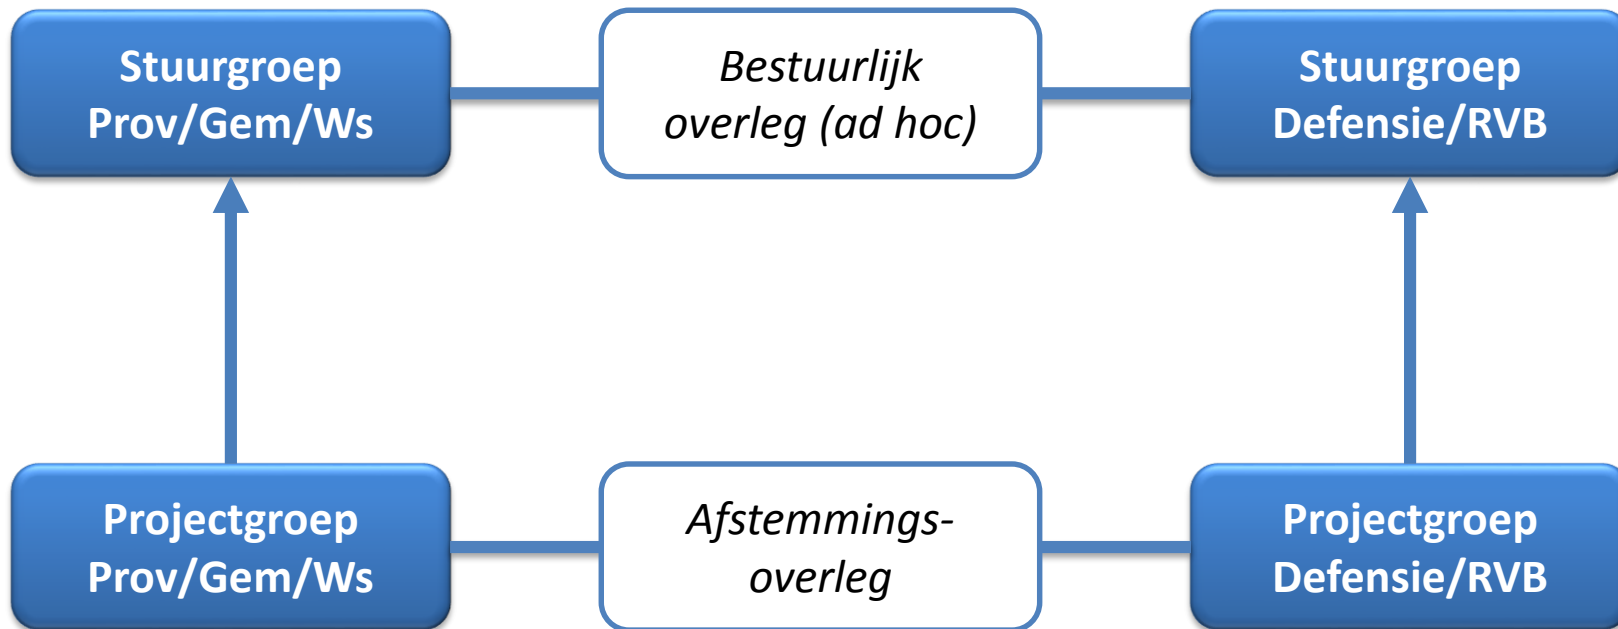 Stuurgroep
Prov/Gem/Ws
Bestuurlijk
overleg (ad hoc)
Stuurgroep
Defensie/RVB
Projectgroep
Prov/Gem/Ws
Afstemmings-
overleg
Projectgroep
Defensie/RVB